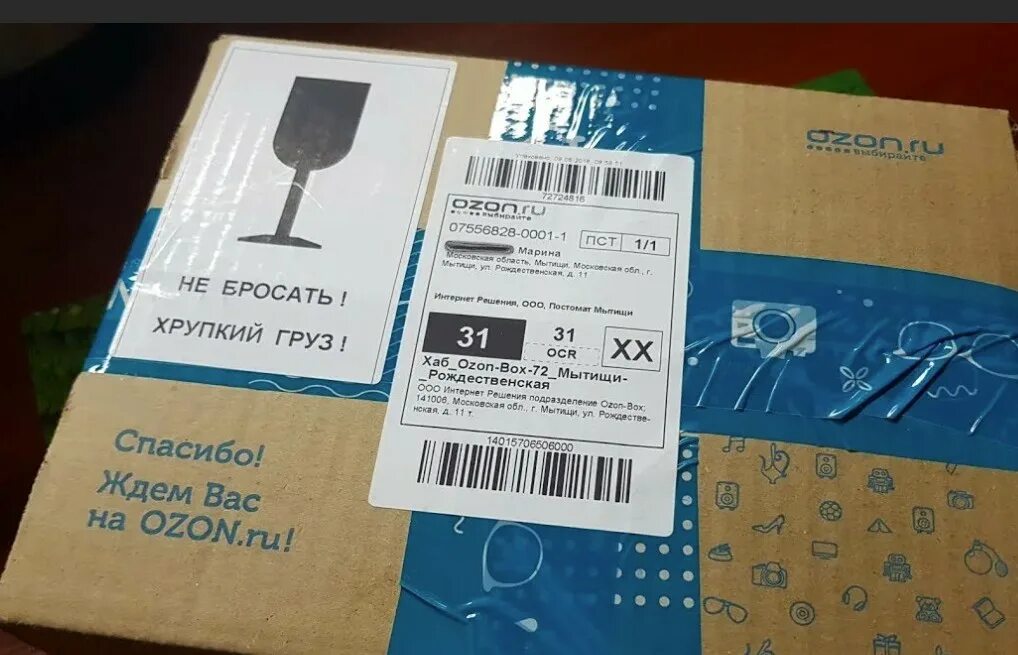 НЕ БРОСАТЬ !
ХРУПКИЙ ГРУЗ !
72724816
ozon.ru
выбирайте
07556828-0001-1
ПСТ 1/1
Марина
Московская область, Мытищи, Московская обл., г.
Мытищи, ул. Рождественская, д. 11
Интернет Решения, ООО, Постомат Мытищи
31
31
OCR
XX
Хаб_Ozon-Box-72_Мытищи-
_Рождественская
ООО Интернет Решения подразделение Ozon-Box,
141006, Московская обл., г. Мытищи, ул. Рождестве-
нская, д. 11 т.
14015706506000
ozon.ru
выбирайте
Спасибо!
Ждем Вас
на OZON.ru!